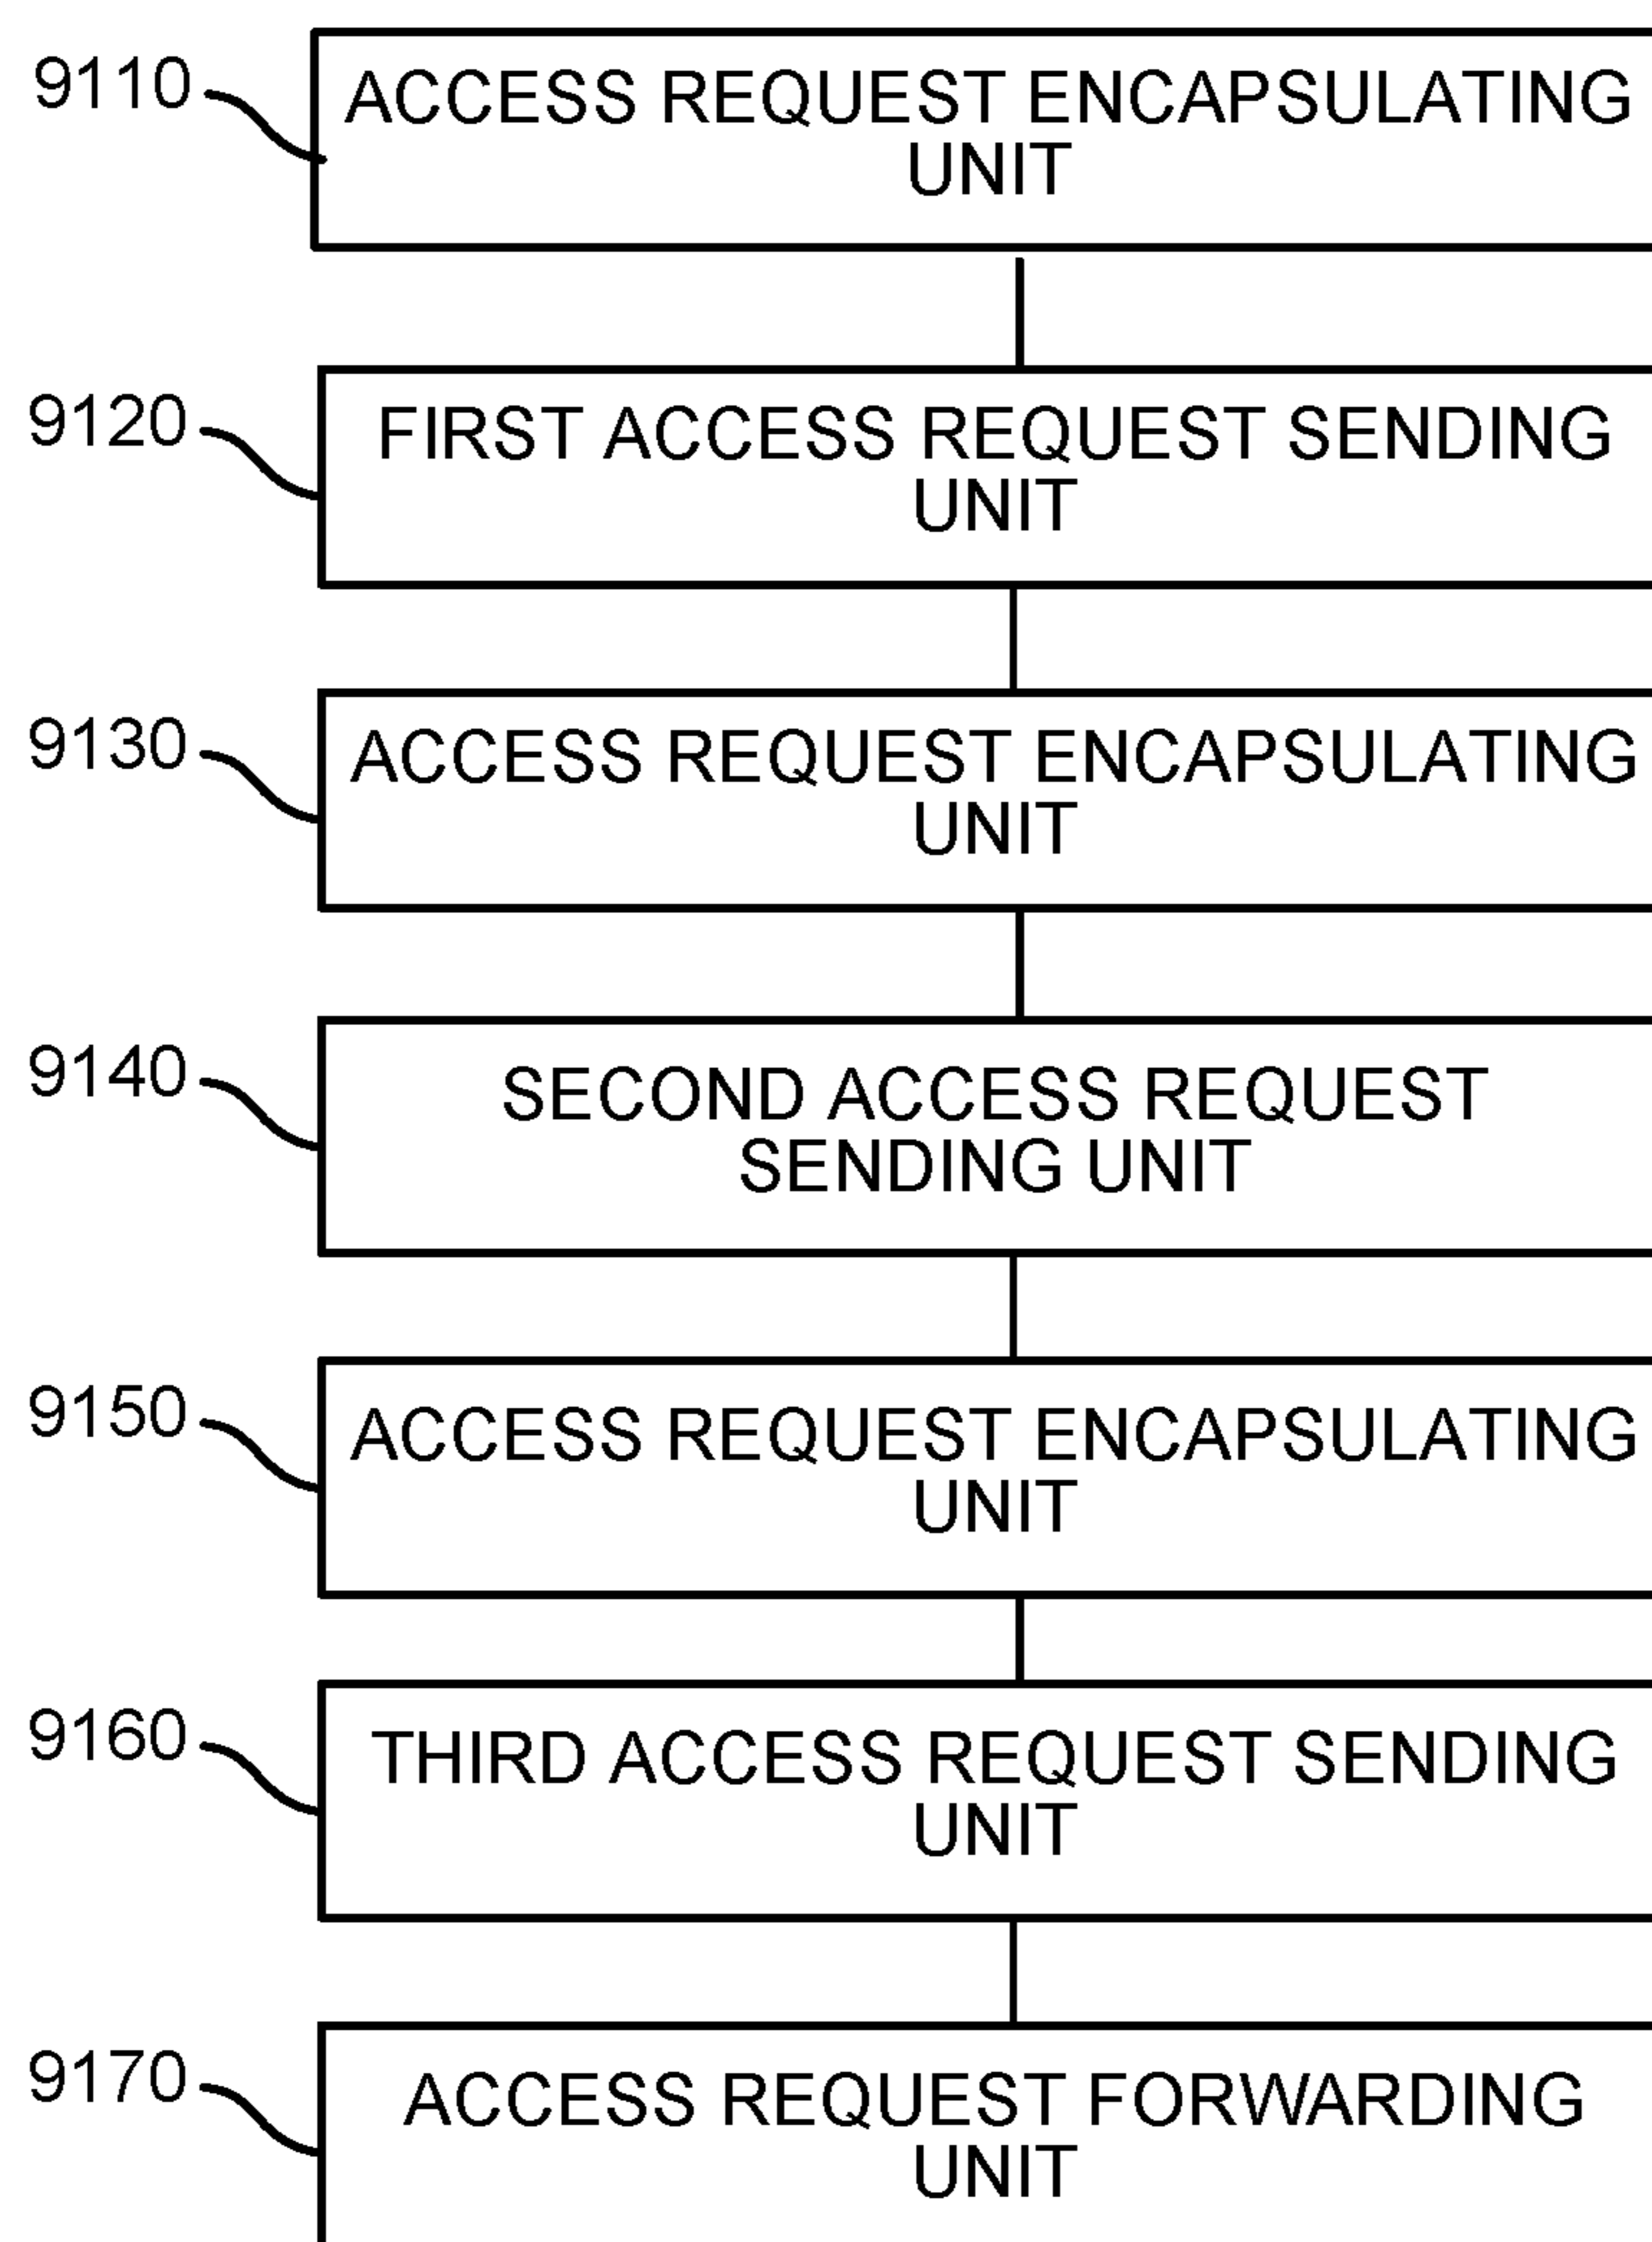 9110
ACCESS REQUEST ENCAPSULATING
UNIT
9120
FIRST ACCESS REQUEST SENDING
UNIT
9130
ACCESS REQUEST ENCAPSULATING
UNIT
9140
SECOND ACCESS REQUEST
SENDING UNIT
9150
ACCESS REQUEST ENCAPSULATING
UNIT
9160
THIRD ACCESS REQUEST SENDING
UNIT
9170
ACCESS REQUEST FORWARDING
UNIT